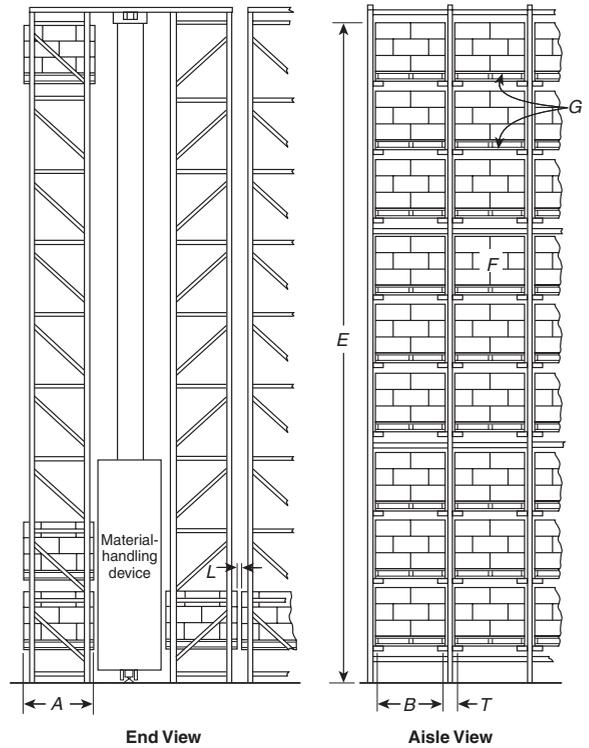 G
F
E
Material-
handling
device
L
A
B
T
End View
Aisle View